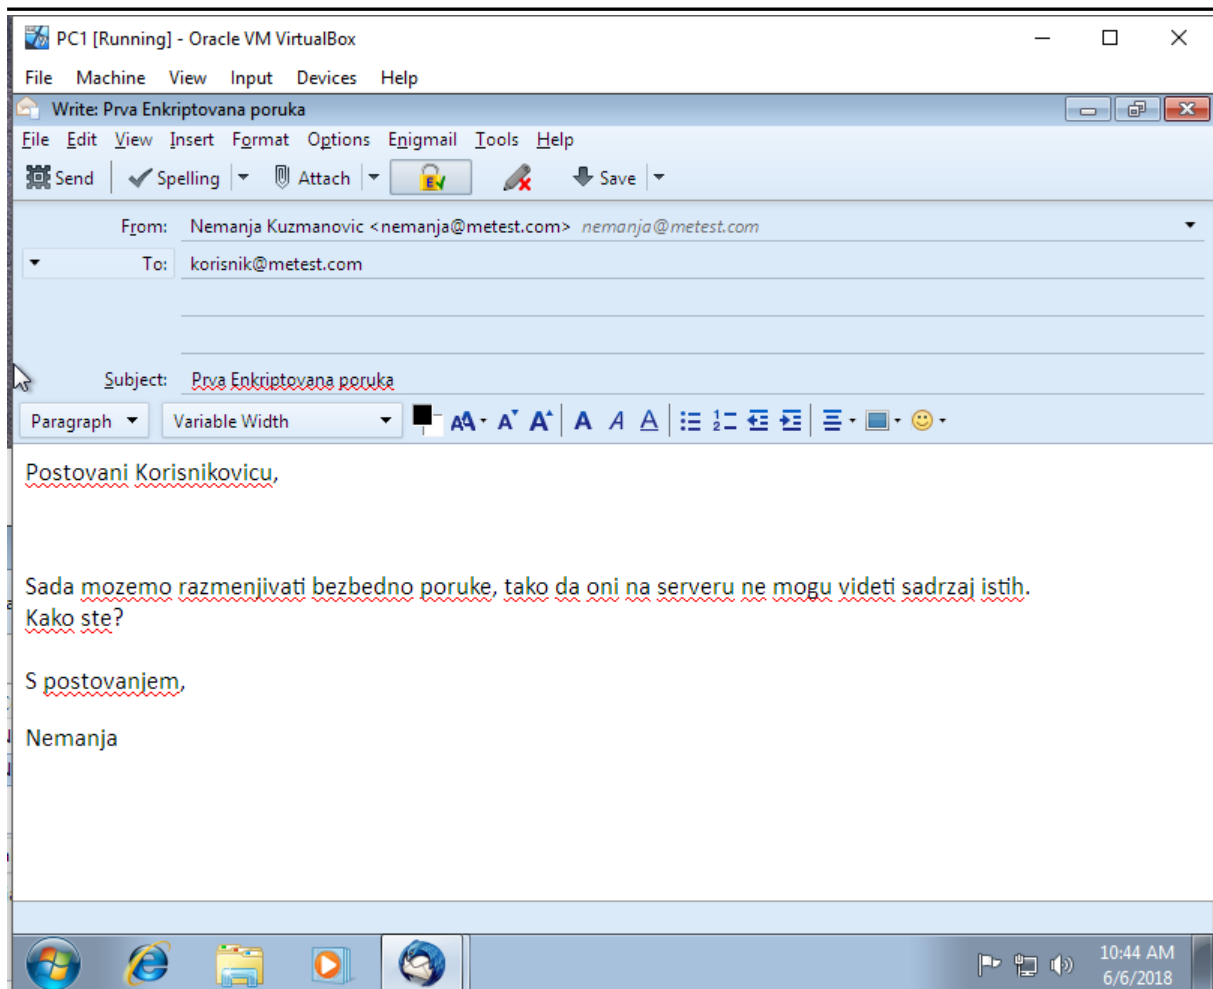 PC1 [Running] - Oracle VM VirtualBox
File Machine View Input Devices Help
Write: Prva Enkriptovana poruka
File Edit View Insert Format Options Enigmail Tools Help
Send Spelling Attach E Save
From: Nemanja Kuzmanovic <nemanja@metest.com> nemanja@metest.com
To: korisnik@metest.com
Subject: Prva Enkriptovana poruka
Paragraph Variable Width
Postovani Korisnikovicu,
Sada mozemo razmenjivati bezbedno poruke, tako da oni na serveru ne mogu videti sadrzaj istih.
Kako ste?
S postovanjem,
Nemanja
10:44 AM
6/6/2018